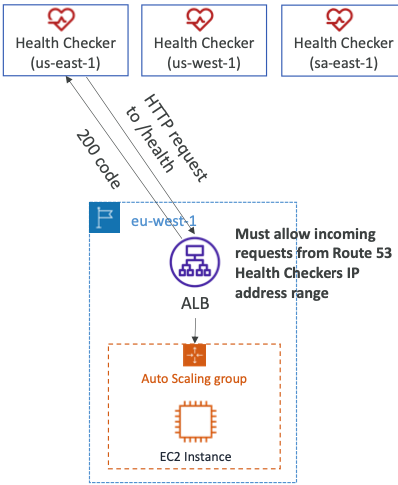 Health Checker
(us-east-1)
Health Checker
(us-west-1)
Health Checker
(sa-east-1)
HTTP request
to /health
200 code
eu-west-1
Must allow incoming
requests from Route 53
Health Checkers IP
address range
ALB
Auto Scaling group
EC2 Instance